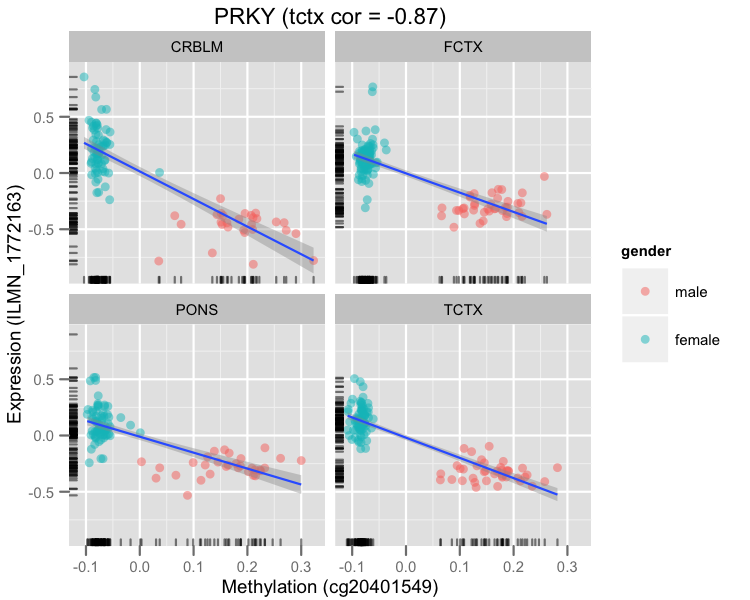 PRKY (tctx cor = -0.87)
CRBLM
FCTX
0.5
0.0
-0.5
PONS
TCTX
0.5
0.0
-0.5
-0.1
0.0
0.1
0.2
0.3
-0.1
0.0
0.1
0.2
0.3
Methylation (cg20401549)
Expression (ILMN_1772163)
gender
male
female